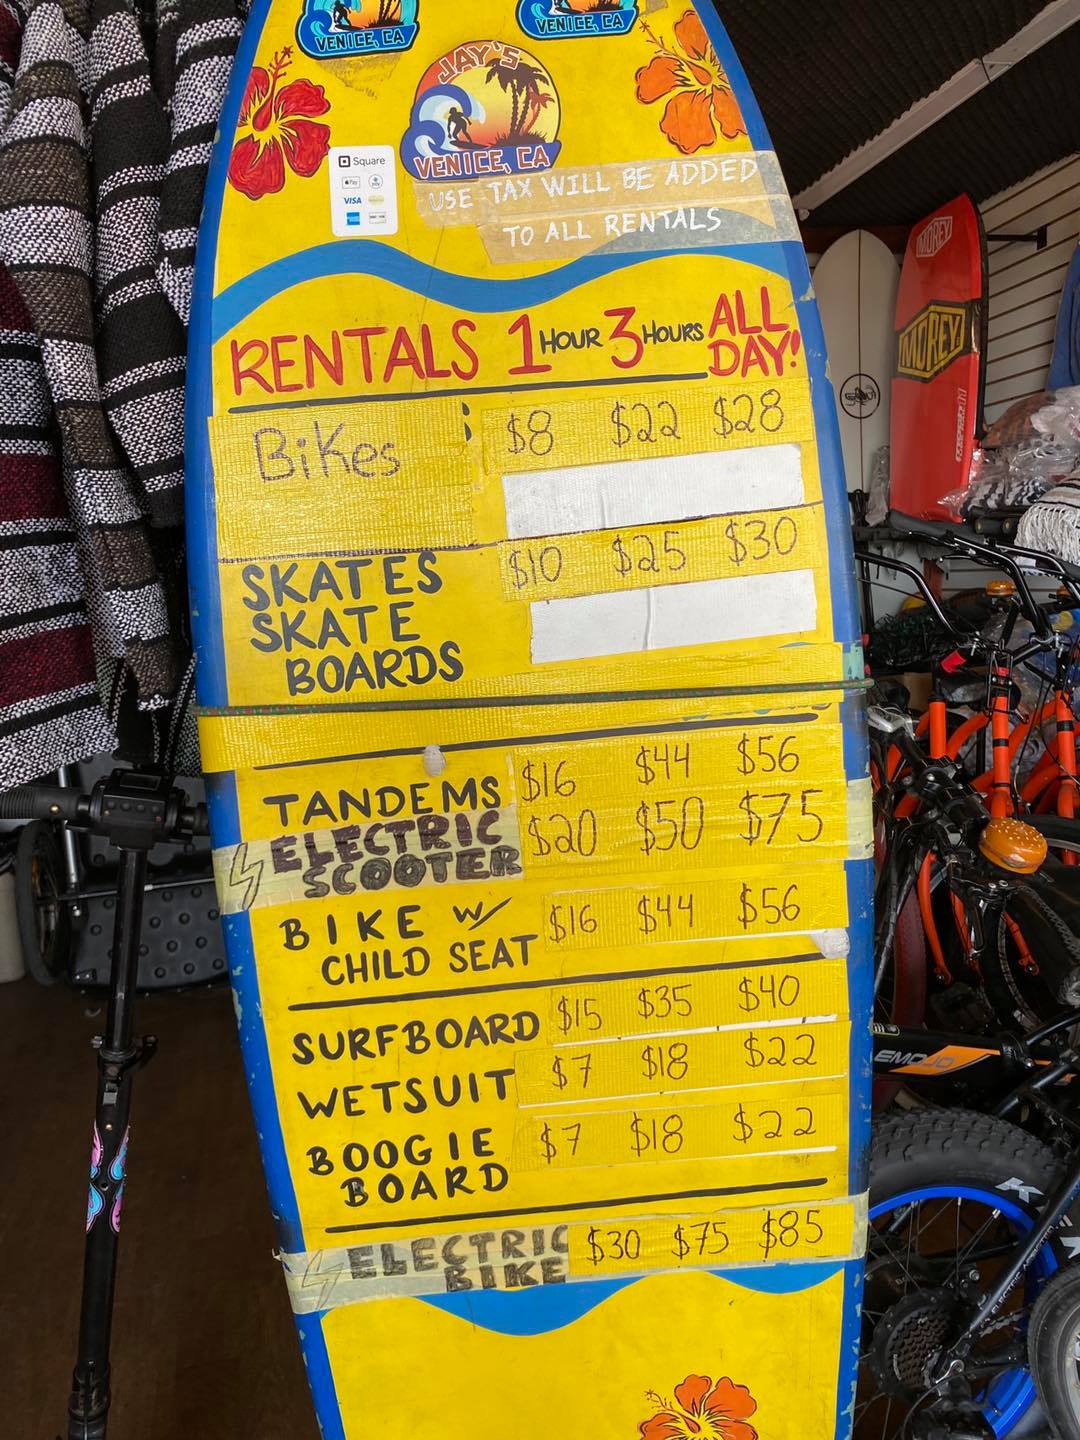 VENICE, CA
VENICE, CA
JAY'S
VENICE, CA
Square
Pay
VISA
USE TAX WILL BE ADDED
TO ALL RENTALS
RENTALS 1 HOUR 3 HOURS ALL DAY!
Bikes $8 $22 $28
SKATES $10 $25 $30
SKATE
BOARDS
TANDEMS $16 $44 $56
ELECTRIC SCOOTER $20 $50 $75
BIKE W/ CHILD SEAT $16 $44 $56
SURFBOARD $15 $35 $40
WETSUIT $7 $18 $22
BOOGIE BOARD $7 $18 $22
ELECTRIC BIKE $30 $75 $85
MOREY
MOREY
EMOJO